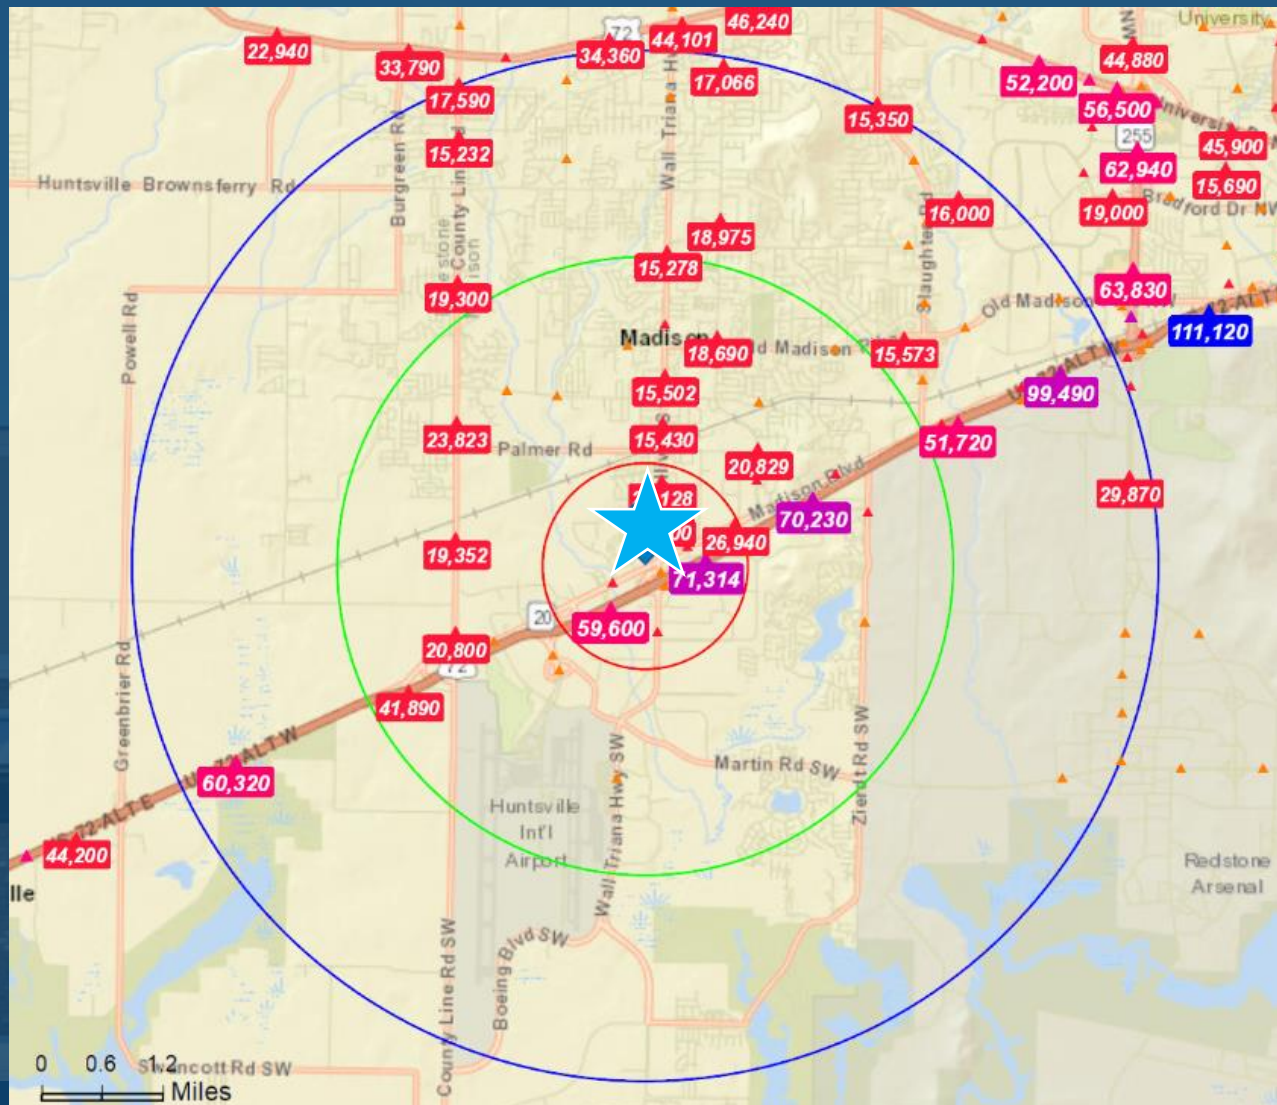 University
46,240
72
44,101
22,940
34,360
44,880
33,790
17,066
52,200
17,590
56,500
15,350
255
15,232
45,900
62,940
Huntsville Brownsferry Rd
15,690
Burgreen Rd
Wall Triana
16,000
19,000
Bradford Dr NW
18,975
Slaughter Rd
15,278
63,830
19,300
Old Madison
111,120
Powell Rd
Madison
18,690
15,573
15,502
99,490
23,823
15,430
51,720
Palmer Rd
20,829
29,870
Madison Blvd
128
70,230
26,940
19,352
71,314
20
59,600
20,800
72
41,890
Greenbrier Rd
60,320
US 72 ALT W
Martin Rd SW
Zierdt Rd SW
Huntsville
Int'l
Airport
Wall Triana Hwy SW
44,200
72 ALT E
Redstone
Arsenal
lle
County Line Rd SW
Boeing Blvd SW
0 0.6 1.2
Miles
Rd SW